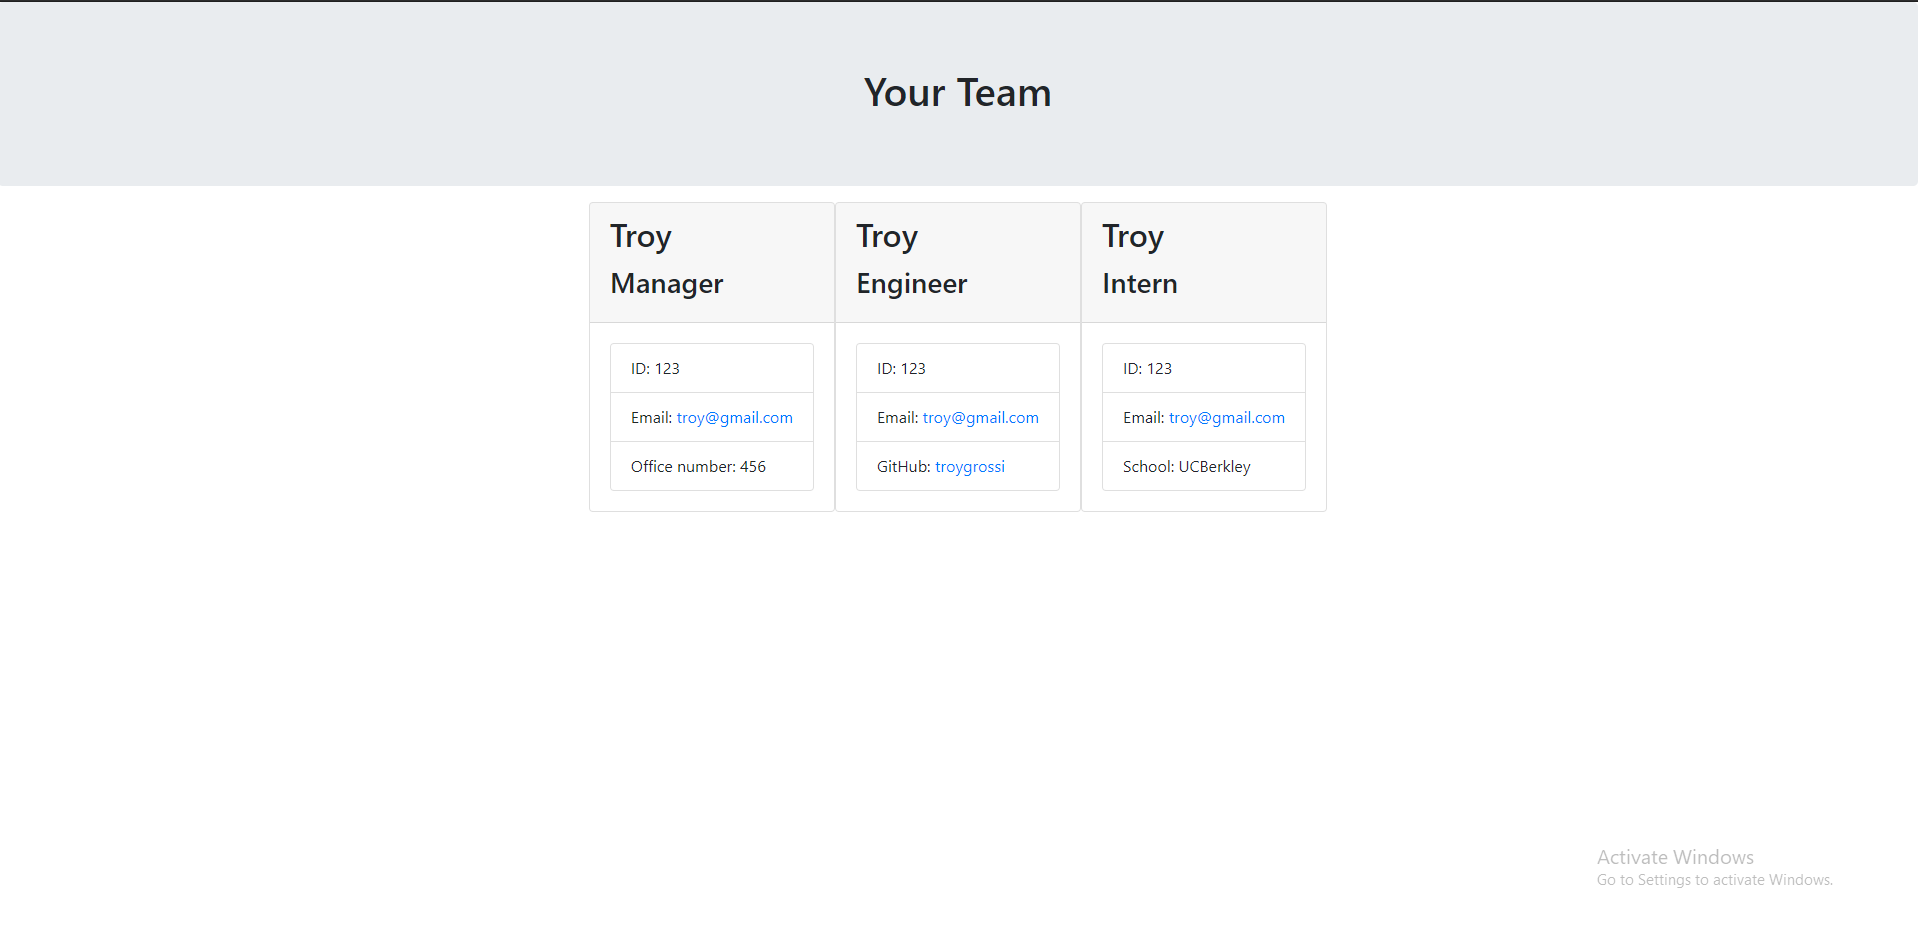 Your Team
Troy
Manager
ID: 123
Email: troy@gmail.com
Office number: 456
Troy
Engineer
ID: 123
Email: troy@gmail.com
GitHub: troygrossi
Troy
Intern
ID: 123
Email: troy@gmail.com
School: UCBerkley
Activate Windows
Go to Settings to activate Windows.